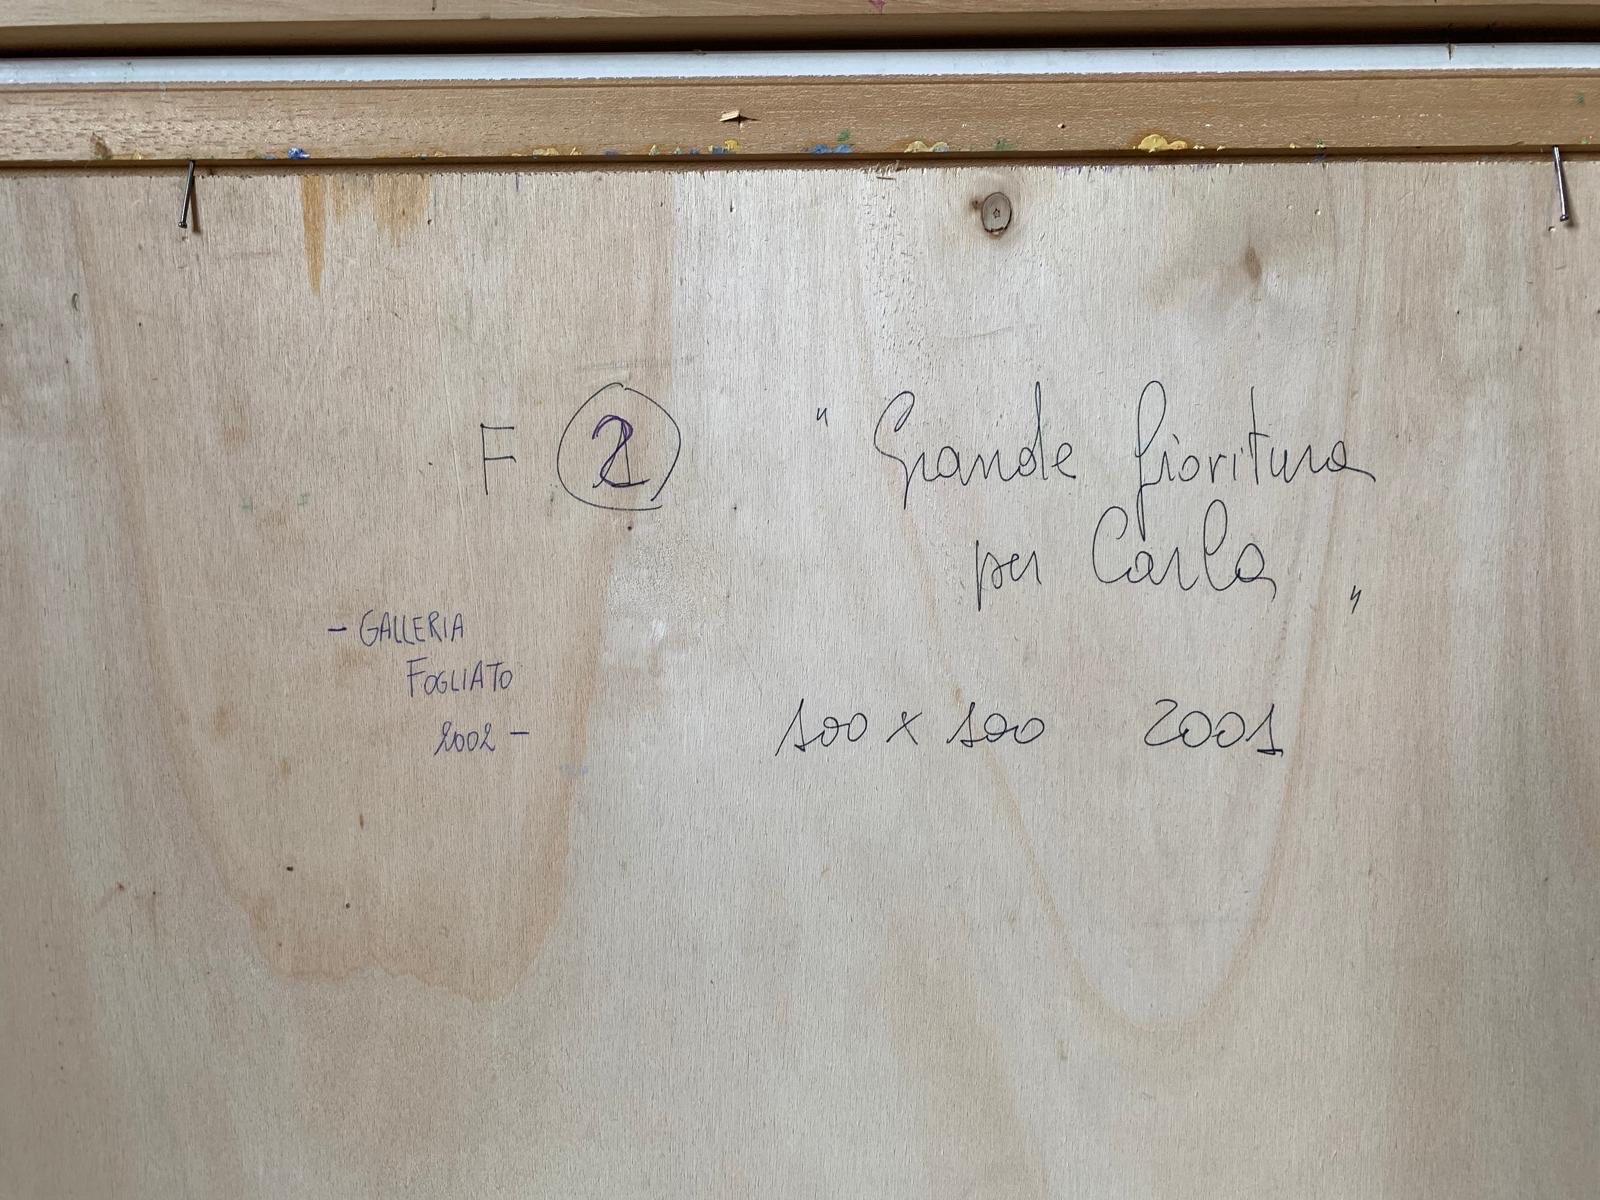 F 2 " Grande fioritura
per Carla "
- GALLERIA
FOGLIATO
2002 -
100 x 100 2001